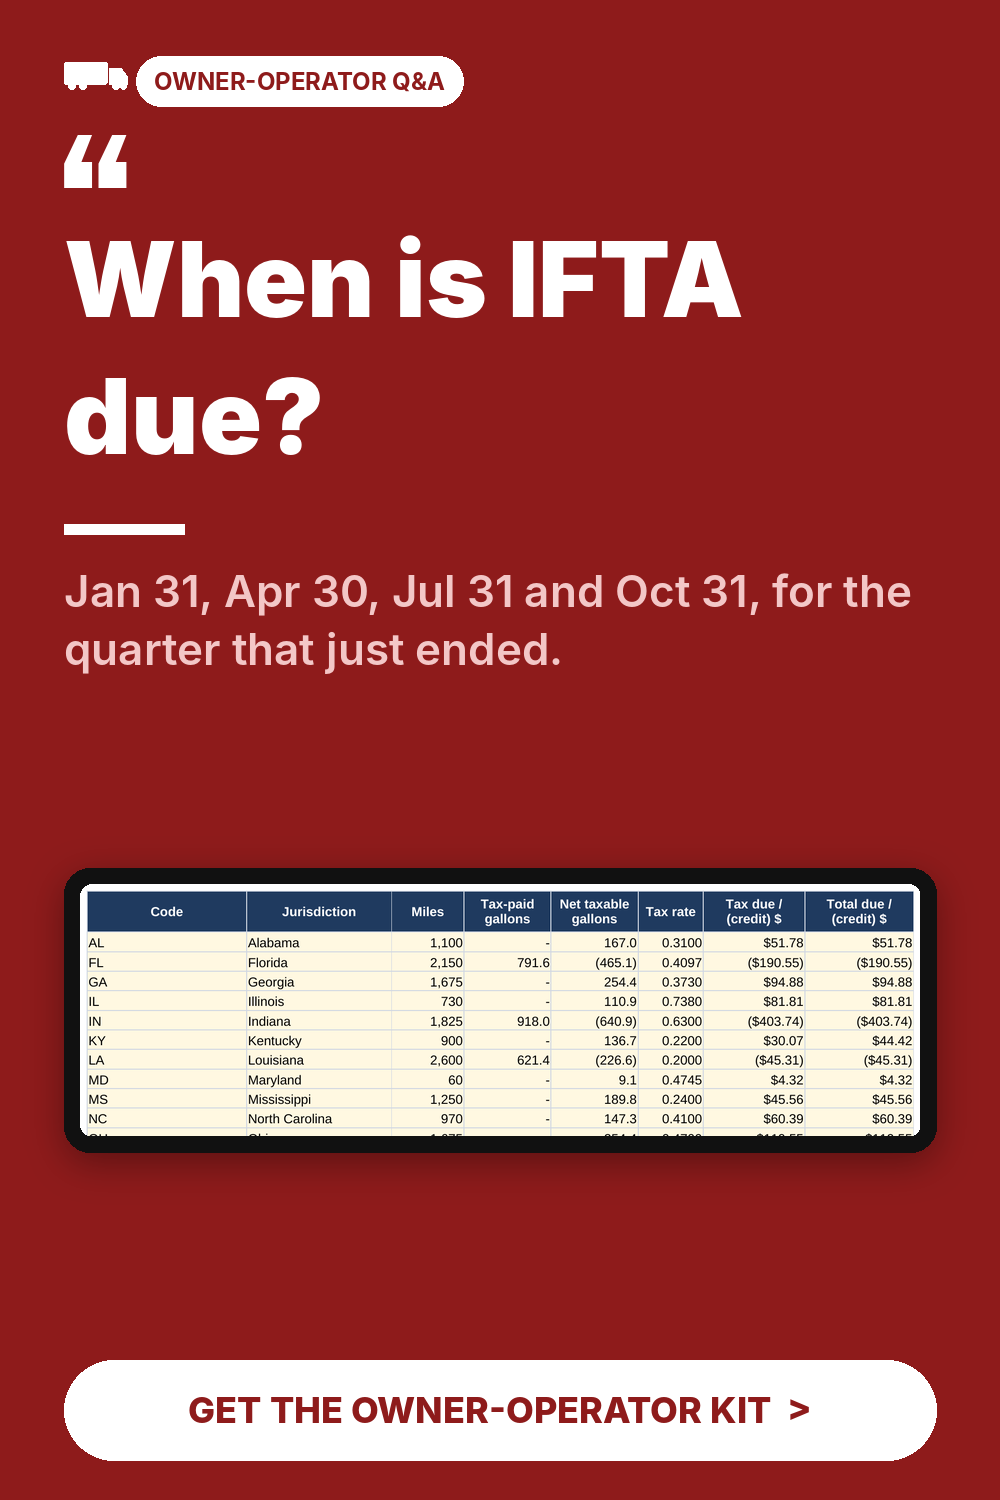 OWNER-OPERATOR Q&A
“
When is IFTA
due?
Jan 31, Apr 30, Jul 31 and Oct 31, for the
quarter that just ended.
Code Jurisdiction Miles Tax-paid gallons Net taxable gallons Tax rate Tax due / (credit) $ Total due / (credit) $
AL Alabama 1,100 - 167.0 0.3100 $51.78 $51.78
FL Florida 2,150 791.6 (465.1) 0.4097 ($190.55) ($190.55)
GA Georgia 1,675 - 254.4 0.3730 $94.88 $94.88
IL Illinois 730 - 110.9 0.7380 $81.81 $81.81
IN Indiana 1,825 918.0 (640.9) 0.6300 ($403.74) ($403.74)
KY Kentucky 900 - 136.7 0.2200 $30.07 $44.42
LA Louisiana 2,600 621.4 (226.6) 0.2000 ($45.31) ($45.31)
MD Maryland 60 - 9.1 0.4745 $4.32 $4.32
MS Mississippi 1,250 - 189.8 0.2400 $45.56 $45.56
NC North Carolina 970 - 147.3 0.4100 $60.39 $60.39
GET THE OWNER-OPERATOR KIT >